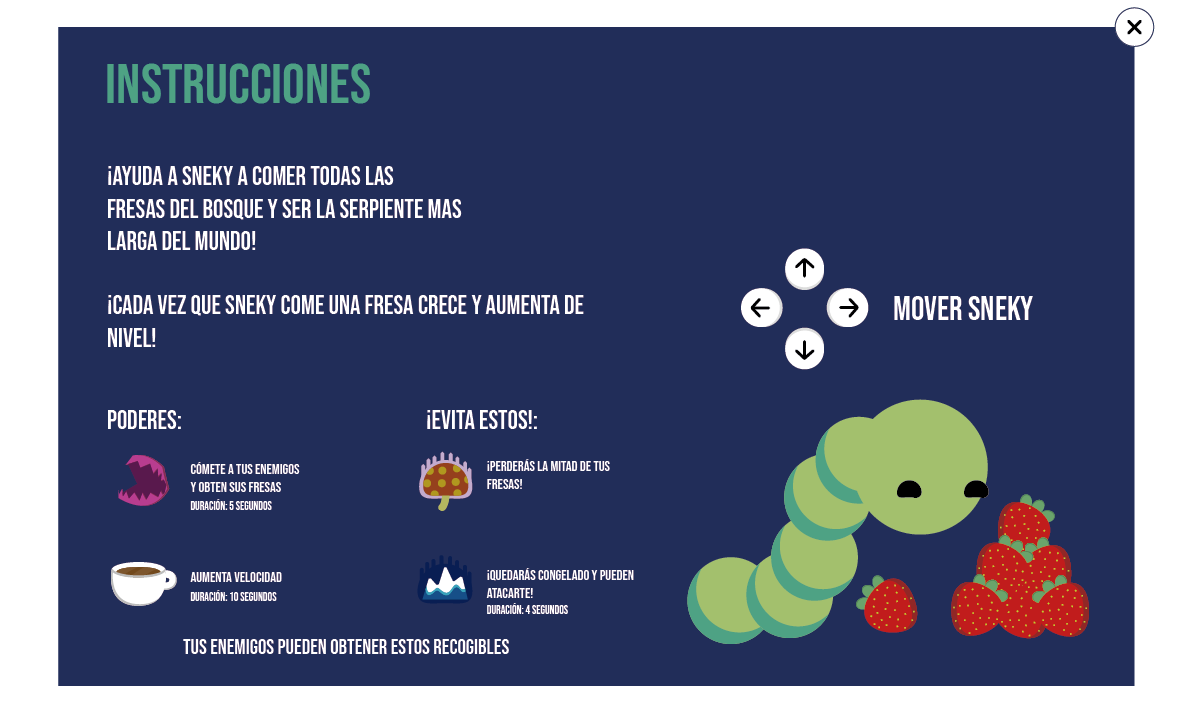 INSTRUCCIONES
¡AYUDA A SNEKY A COMER TODAS LAS
FRESAS DEL BOSQUE Y SER LA SERPIENTE MAS
LARGA DEL MUNDO!
¡CADA VEZ QUE SNEKY COME UNA FRESA CRECE Y AUMENTA DE
NIVEL!
MOVER SNEKY
PODERES:
CÓMETE A TUS ENEMIGOS
Y OBTEN SUS FRESAS
DURACIÓN: 5 SEGUNDOS
AUMENTA VELOCIDAD
DURACIÓN: 10 SEGUNDOS
¡EVITA ESTOS!:
¡PERDERÁS LA MITAD DE TUS
FRESAS!
¡QUEDARÁS CONGELADO Y PUEDEN
ATACARTE!
DURACIÓN: 4 SEGUNDOS
TUS ENEMIGOS PUEDEN OBTENER ESTOS RECOGIBLES